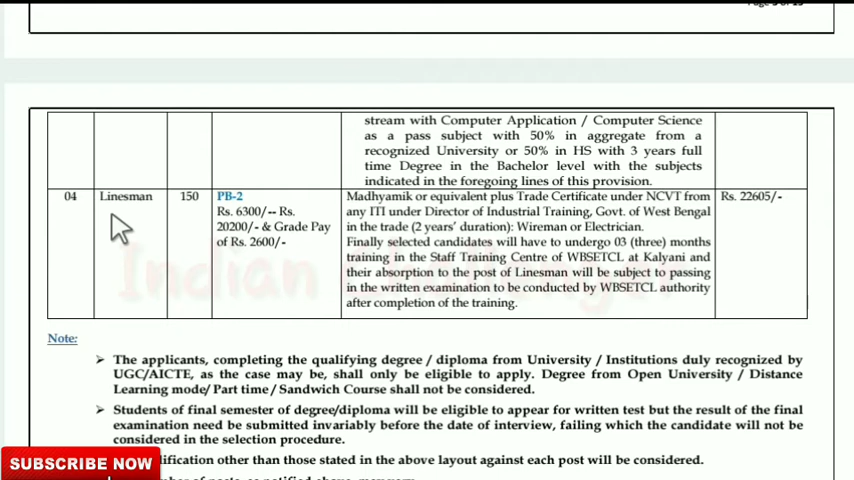 stream with Computer Application / Computer Science
as a pass subject with 50% in aggregate from a
recognized University or 50% in HS with 3 years full
time Degree in the Bachelor level with the subjects
indicated in the foregoing lines of this provision.
04 Linesman 150 PB-2 Madhyamik or equivalent plus Trade Certificate under NCVT from Rs. 22605/-
Rs. 6300/-- Rs. any ITI under Director of Industrial Training, Govt. of West Bengal
20200/- & Grade Pay in the trade (2 years' duration): Wireman or Electrician.
of Rs. 2600/- Finally selected candidates will have to undergo 03 (three) months
training in the Staff Training Centre of WBSETCL at Kalyani and
their absorption to the post of Linesman will be subject to passing
in the written examination to be conducted by WBSETCL authority
after completion of the training.
Indian
Note:
➢ The applicants, completing the qualifying degree / diploma from University / Institutions duly recognized by
UGC/AICTE, as the case may be, shall only be eligible to apply. Degree from Open University / Distance
Learning mode/ Part time / Sandwich Course shall not be considered.
➢ Students of final semester of degree/diploma will be eligible to appear for written test but the result of the final
examination need be submitted invariably before the date of interview, failing which the candidate will not be
considered in the selection procedure.
other than those stated in the above layout against each post will be considered.
SUBSCRIBE NOW